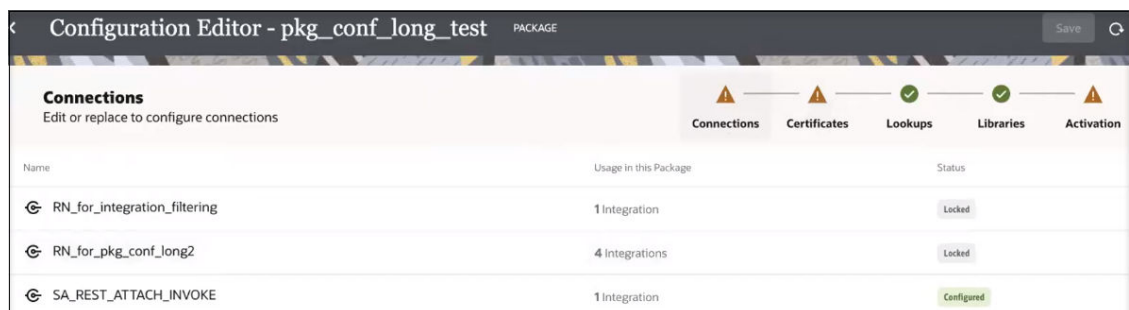 Configuration Editor - pkg_conf_long_test PACKAGE Save
Connections
Edit or replace to configure connections
Connections Certificates Lookups Libraries Activation
Name Usage in this Package Status
RN_for_integration_filtering 1 Integration Locked
RN_for_pkg_conf_long2 4 Integrations Locked
SA_REST_ATTACH_INVOKE 1 Integration Configured